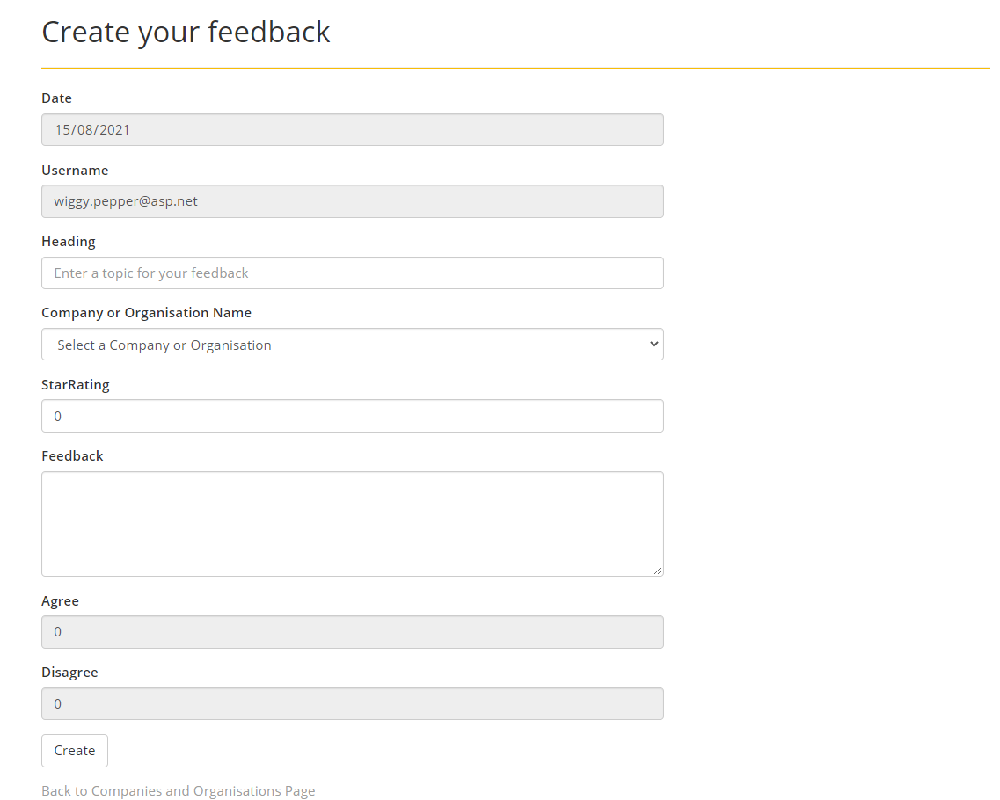 Create your feedback
Date
15/08/2021
Username
wiggy.pepper@asp.net
Heading
Enter a topic for your feedback
Company or Organisation Name
Select a Company or Organisation
StarRating
0
Feedback
Agree
0
Disagree
0
Create
Back to Companies and Organisations Page